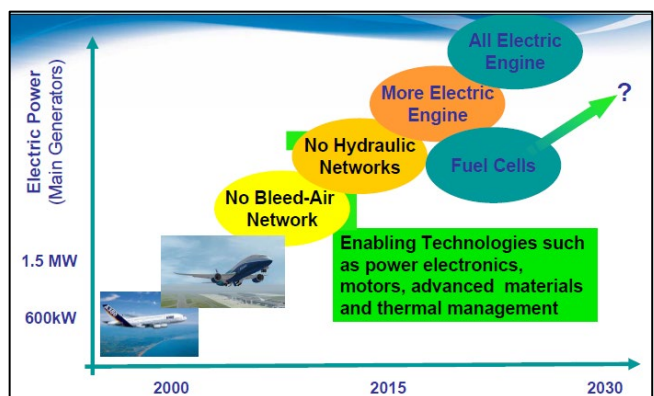 All Electric
Engine
More Electric
Engine
?
No Hydraulic
Networks
Fuel Cells
No Bleed-Air
Network
Electric Power
(Main Generators)
1.5 MW
600kW
Enabling Technologies such
as power electronics,
motors, advanced materials
and thermal management
2000
2015
2030